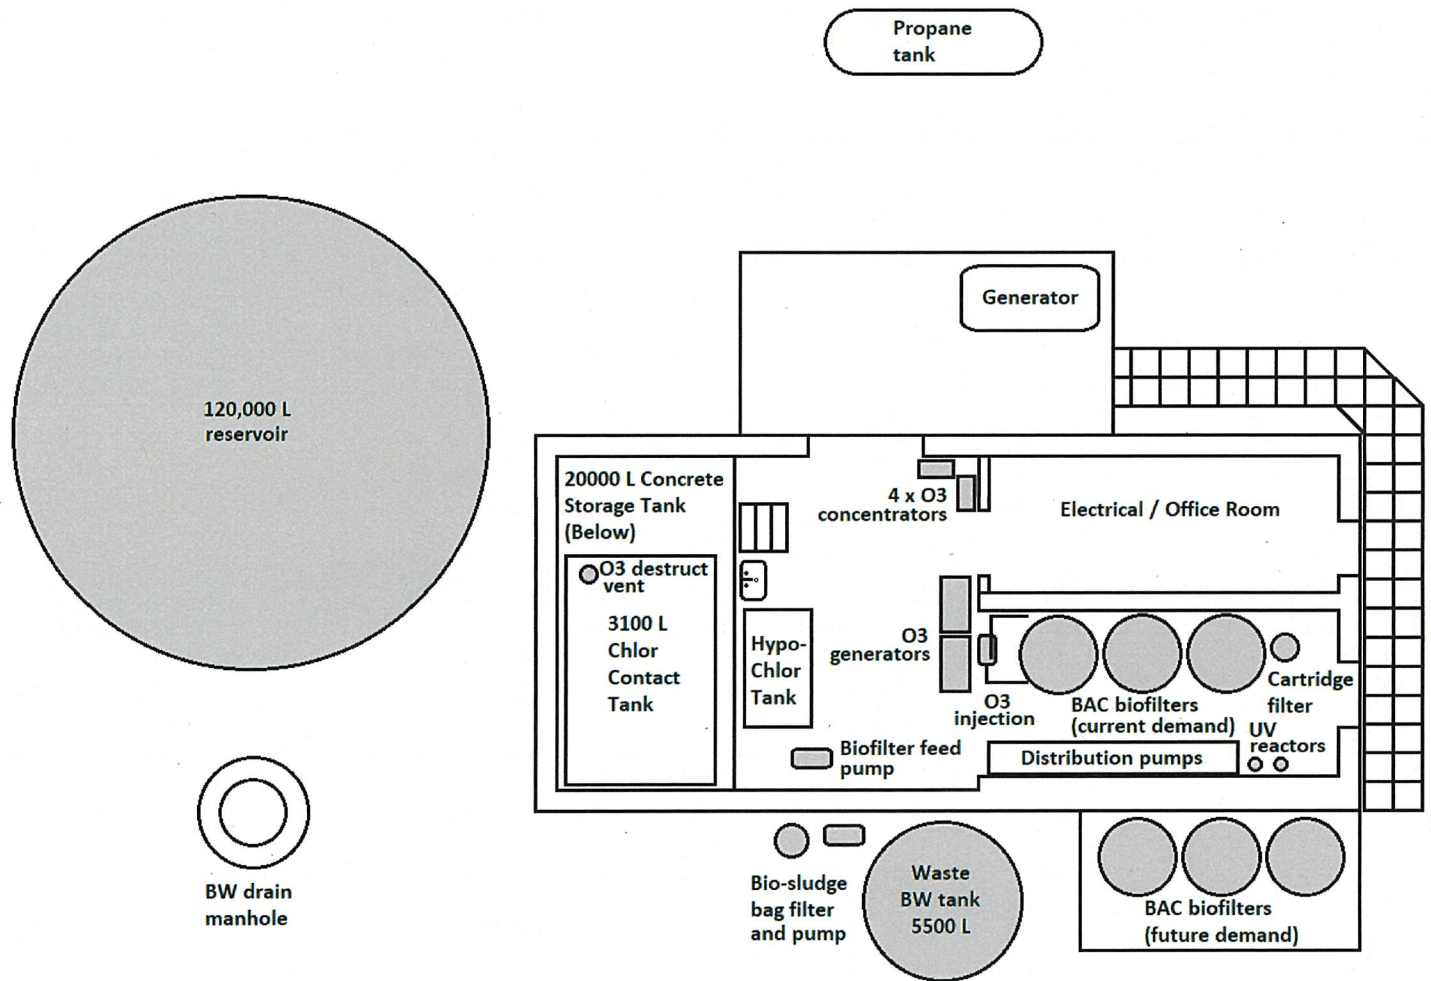 Propane
tank
Generator
120,000 L
reservoir
20000 L Concrete
Storage Tank
(Below)
4 x O3
concentrators
Electrical / Office Room
O3 destruct
vent
3100 L
Chlor
Contact
Tank
Hypo-
Chlor
Tank
O3
generators
O3
injection
BAC biofilters
(current demand)
Cartridge
filter
UV
reactors
Biofilter feed
pump
Distribution pumps
BW drain
manhole
Bio-sludge
bag filter
and pump
Waste
BW tank
5500 L
BAC biofilters
(future demand)